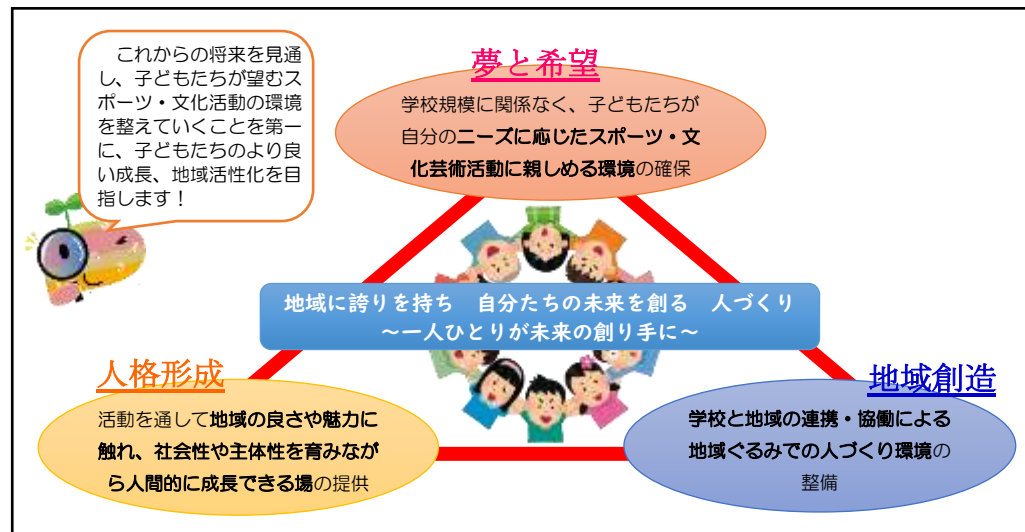 これからの将来を見通
し、子どもたちが望むス
ポーツ・文化活動の環境
を整えていくことを第一
に、子どもたちのより良
い成長、地域活性化を目
指します！
夢と希望
学校規模に関係なく、子どもたちが
自分のニーズに応じたスポーツ・文
化芸術活動に親しめる環境の確保
地域に誇りを持ち　自分たちの未来を創る　人づくり
～一人ひとりが未来の創り手に～
人格形成
活動を通して地域の良さや魅力に
触れ、社会性や主体性を育みなが
ら人間的に成長できる場の提供
地域創造
学校と地域の連携・協働による
地域ぐるみでの人づくり環境の
整備